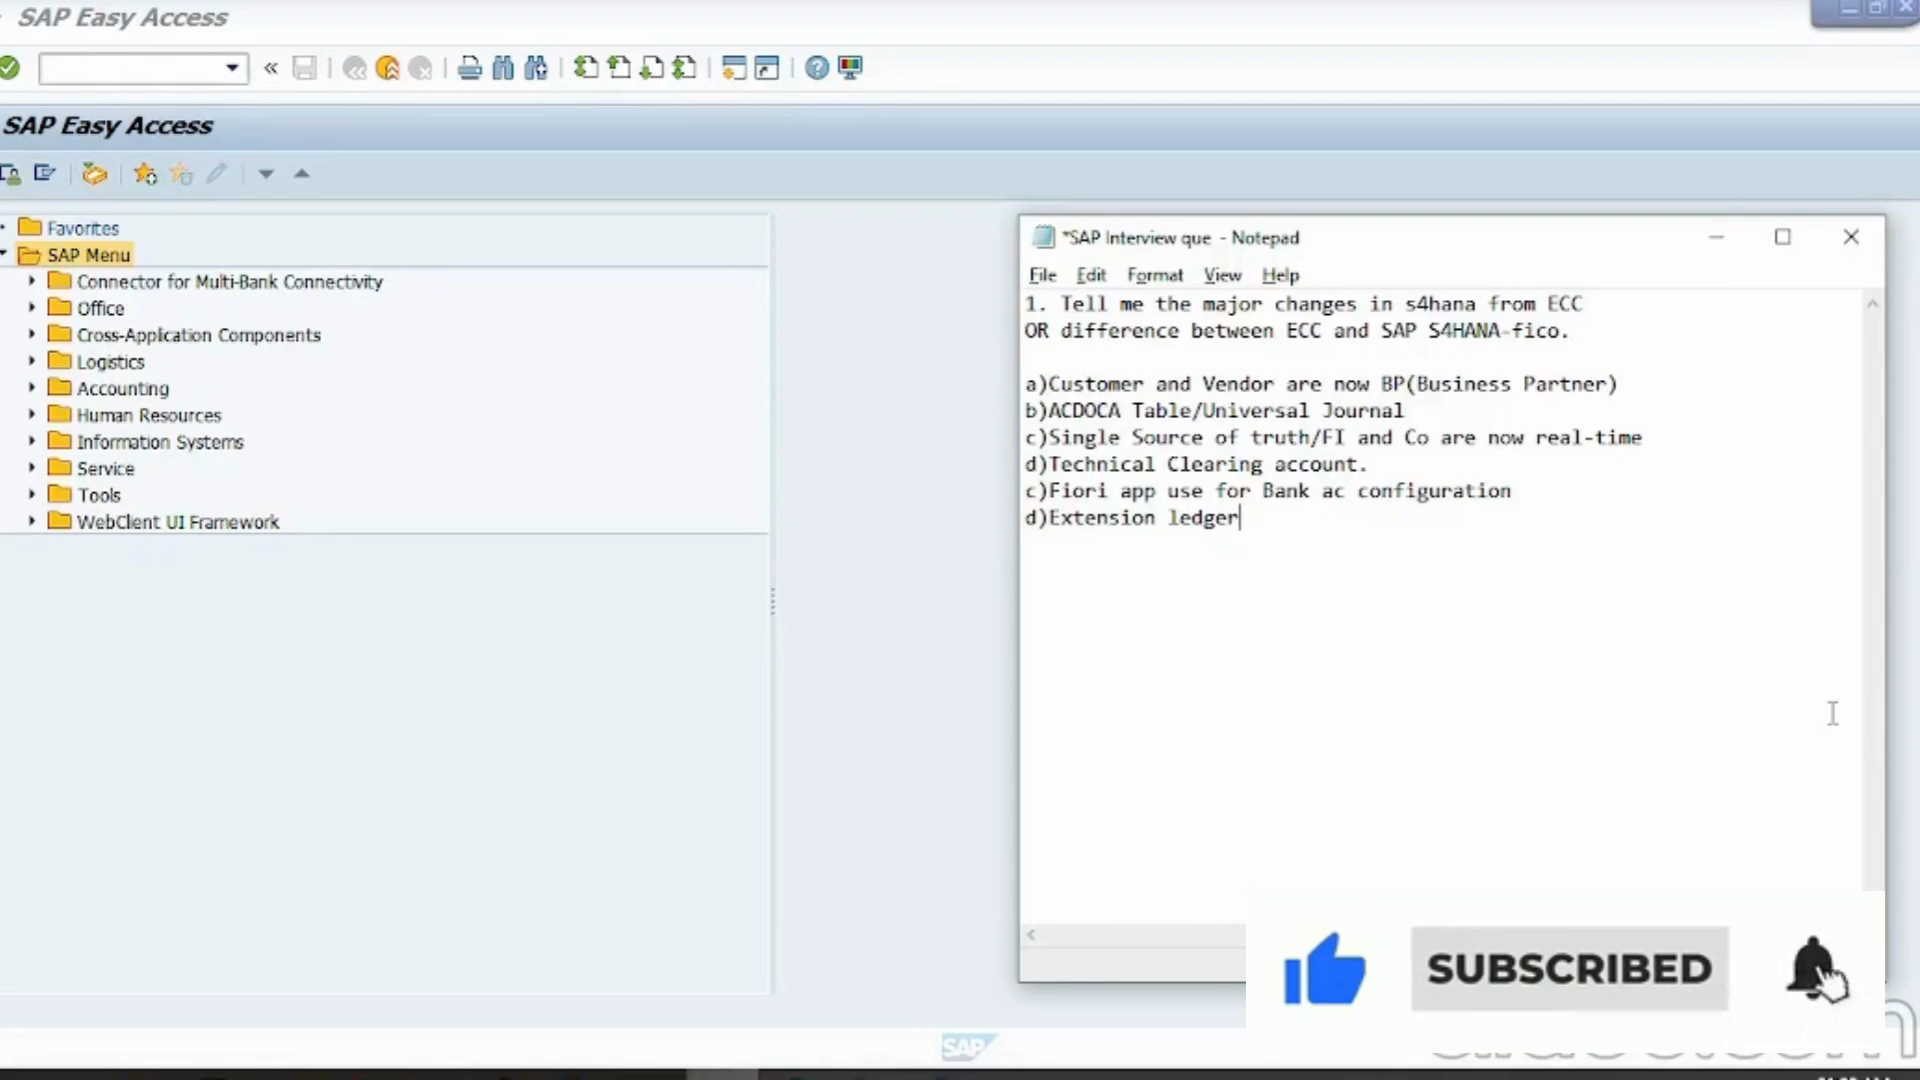 SAP Easy Access
SAP Easy Access
Favorites
SAP Menu
Connector for Multi-Bank Connectivity
Office
Cross-Application Components
Logistics
Accounting
Human Resources
Information Systems
Service
Tools
WebClient UI Framework
*SAP Interview que - Notepad
File Edit Format View Help
1. Tell me the major changes in s4hana from ECC
OR difference between ECC and SAP S4HANA-fico.
a)Customer and Vendor are now BP(Business Partner)
b)ACDOCA Table/Universal Journal
c)Single Source of truth/FI and Co are now real-time
d)Technical Clearing account.
c)Fiori app use for Bank ac configuration
d)Extension ledger
SUBSCRIBED
SAP